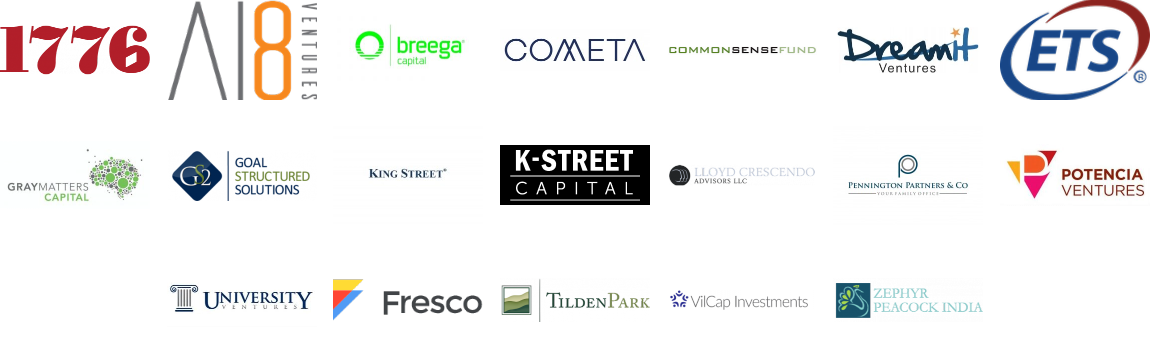 1776
A18
VENTURES
breega®
capital
COMETA
COMMONSENSEFUND
Dreamit
Ventures
ETS®
GRAYMATTERS
CAPITAL
GS2
GOAL
STRUCTURED
SOLUTIONS
KING STREET®
K-STREET
CAPITAL
LLOYD CRESCENDO
ADVISORS LLC
PENNINGTON PARTNERS & CO
YOUR FAMILY OFFICE
POTENCIA
VENTURES
UNIVERSITY
VENTURES
Fresco
TILDENPARK
VilCap Investments
ZEPHYR
PEACOCK INDIA